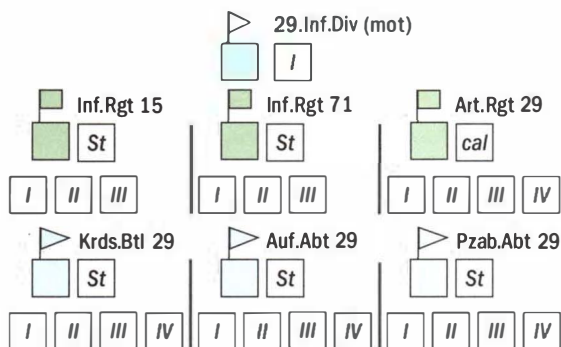 29.Inf.Div (mot)
I
Inf.Rgt 15 Inf.Rgt 71 Art.Rgt 29
St St cal
I II III I II III I II III IV
Krds.Btl 29 Auf.Abt 29 Pzab.Abt 29
St St St
I II III IV I II III IV I II III IV